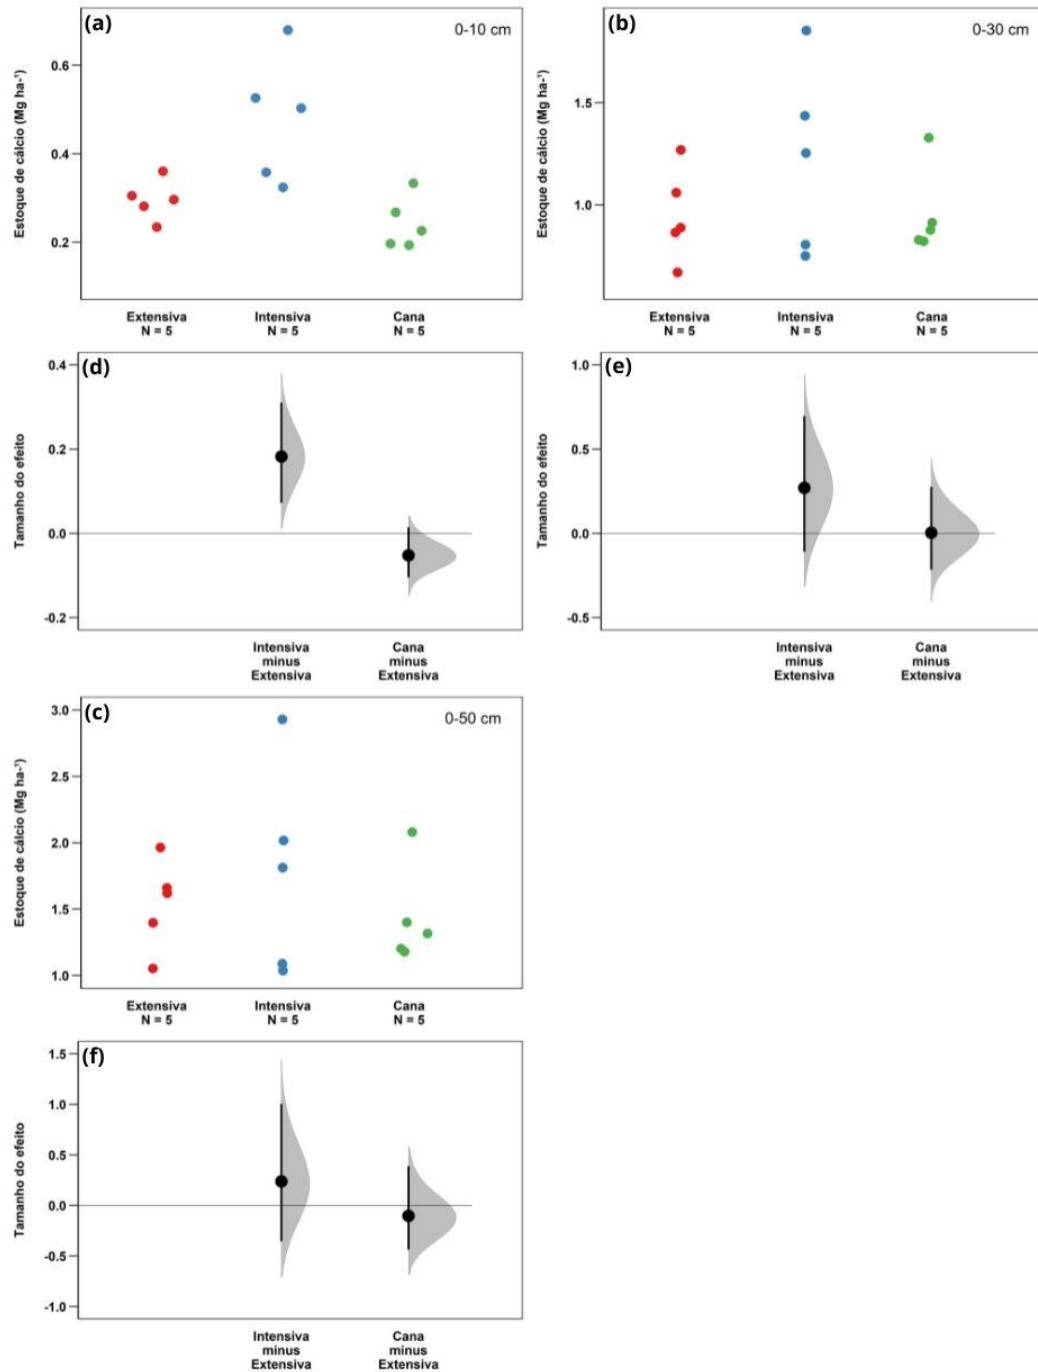 (a)
0-10 cm
Estoque de cálcio (Mg ha-¹)
0.6
0.4
0.2
Extensiva
N = 5
Intensiva
N = 5
Cana
N = 5
(b)
0-30 cm
Estoque de cálcio (Mg ha-¹)
1.5
1.0
Extensiva
N = 5
Intensiva
N = 5
Cana
N = 5
(d)
Tamanho do efeito
0.4
0.2
0.0
-0.2
Intensiva
minus
Extensiva
Cana
minus
Extensiva
(e)
Tamanho do efeito
1.0
0.5
0.0
-0.5
Intensiva
minus
Extensiva
Cana
minus
Extensiva
(c)
0-50 cm
Estoque de cálcio (Mg ha-¹)
3.0
2.5
2.0
1.5
1.0
Extensiva
N = 5
Intensiva
N = 5
Cana
N = 5
(f)
Tamanho do efeito
1.5
1.0
0.5
0.0
-0.5
-1.0
Intensiva
minus
Extensiva
Cana
minus
Extensiva